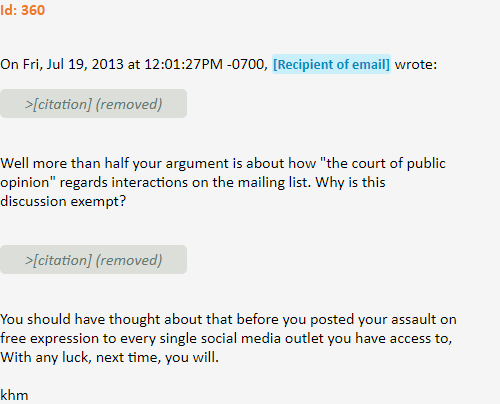 Id: 360
On Fri, Jul 19, 2013 at 12:01:27PM -0700, [Recipient of email] wrote:
>[citation] (removed)
Well more than half your argument is about how "the court of public
opinion" regards interactions on the mailing list. Why is this
discussion exempt?
>[citation] (removed)
You should have thought about that before you posted your assault on
free expression to every single social media outlet you have access to,
With any luck, next time, you will.
khm